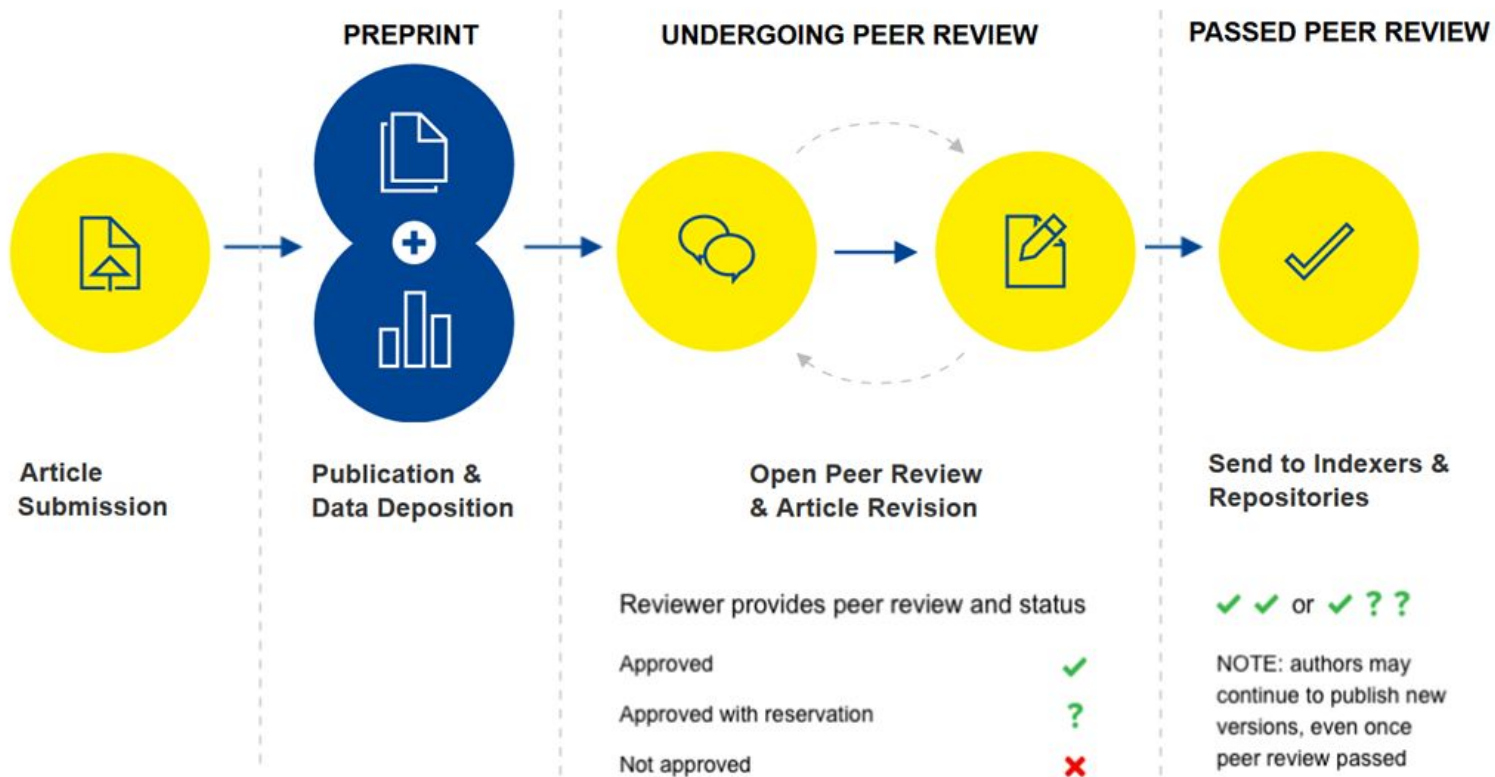 PREPRINT
UNDERGOING PEER REVIEW
PASSED PEER REVIEW
Article
Submission
Publication &
Data Deposition
Open Peer Review
& Article Revision
Send to Indexers &
Repositories
Reviewer provides peer review and status
Approved ✓
Approved with reservation ?
Not approved ✗
✓ ✓ or ✓ ? ?
NOTE: authors may
continue to publish new
versions, even once
peer review passed